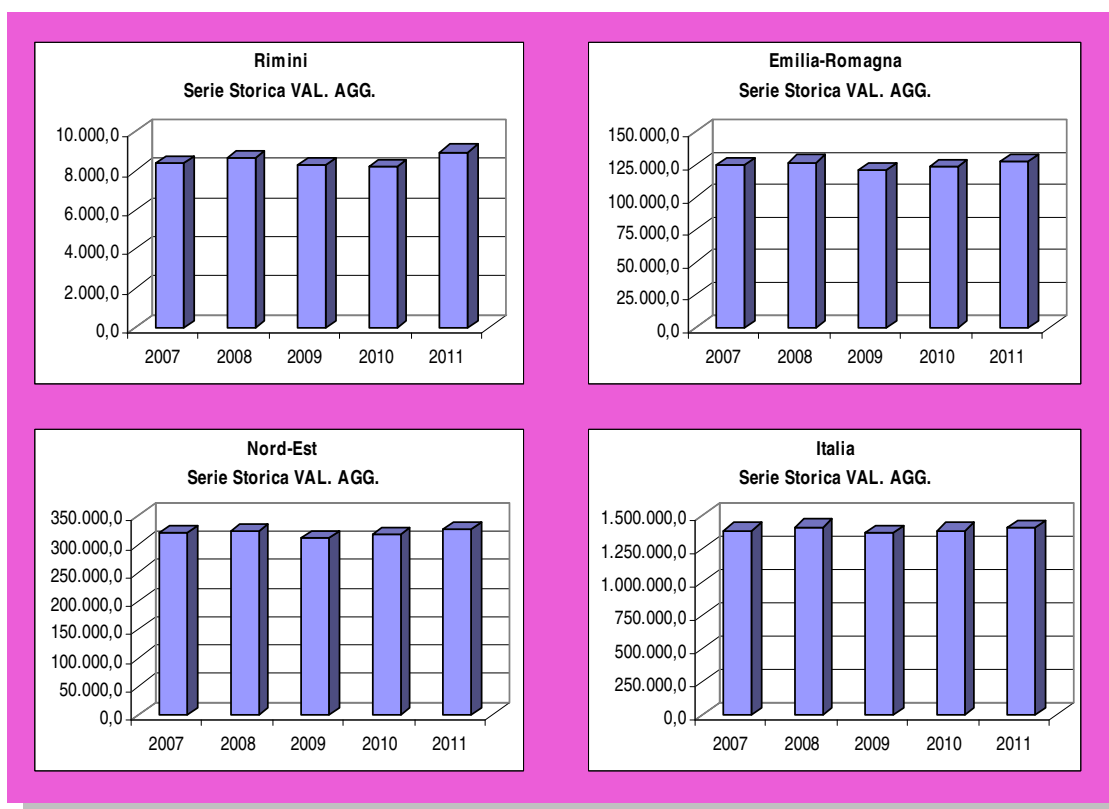 Rimini
Serie Storica VAL. AGG.
10.000,0
8.000,0
6.000,0
4.000,0
2.000,0
0,0
2007 2008 2009 2010 2011
Emilia-Romagna
Serie Storica VAL. AGG.
150.000,0
125.000,0
100.000,0
75.000,0
50.000,0
25.000,0
0,0
2007 2008 2009 2010 2011
Nord-Est
Serie Storica VAL. AGG.
350.000,0
300.000,0
250.000,0
200.000,0
150.000,0
100.000,0
50.000,0
0,0
2007 2008 2009 2010 2011
Italia
Serie Storica VAL. AGG.
1.500.000,0
1.250.000,0
1.000.000,0
750.000,0
500.000,0
250.000,0
0,0
2007 2008 2009 2010 2011